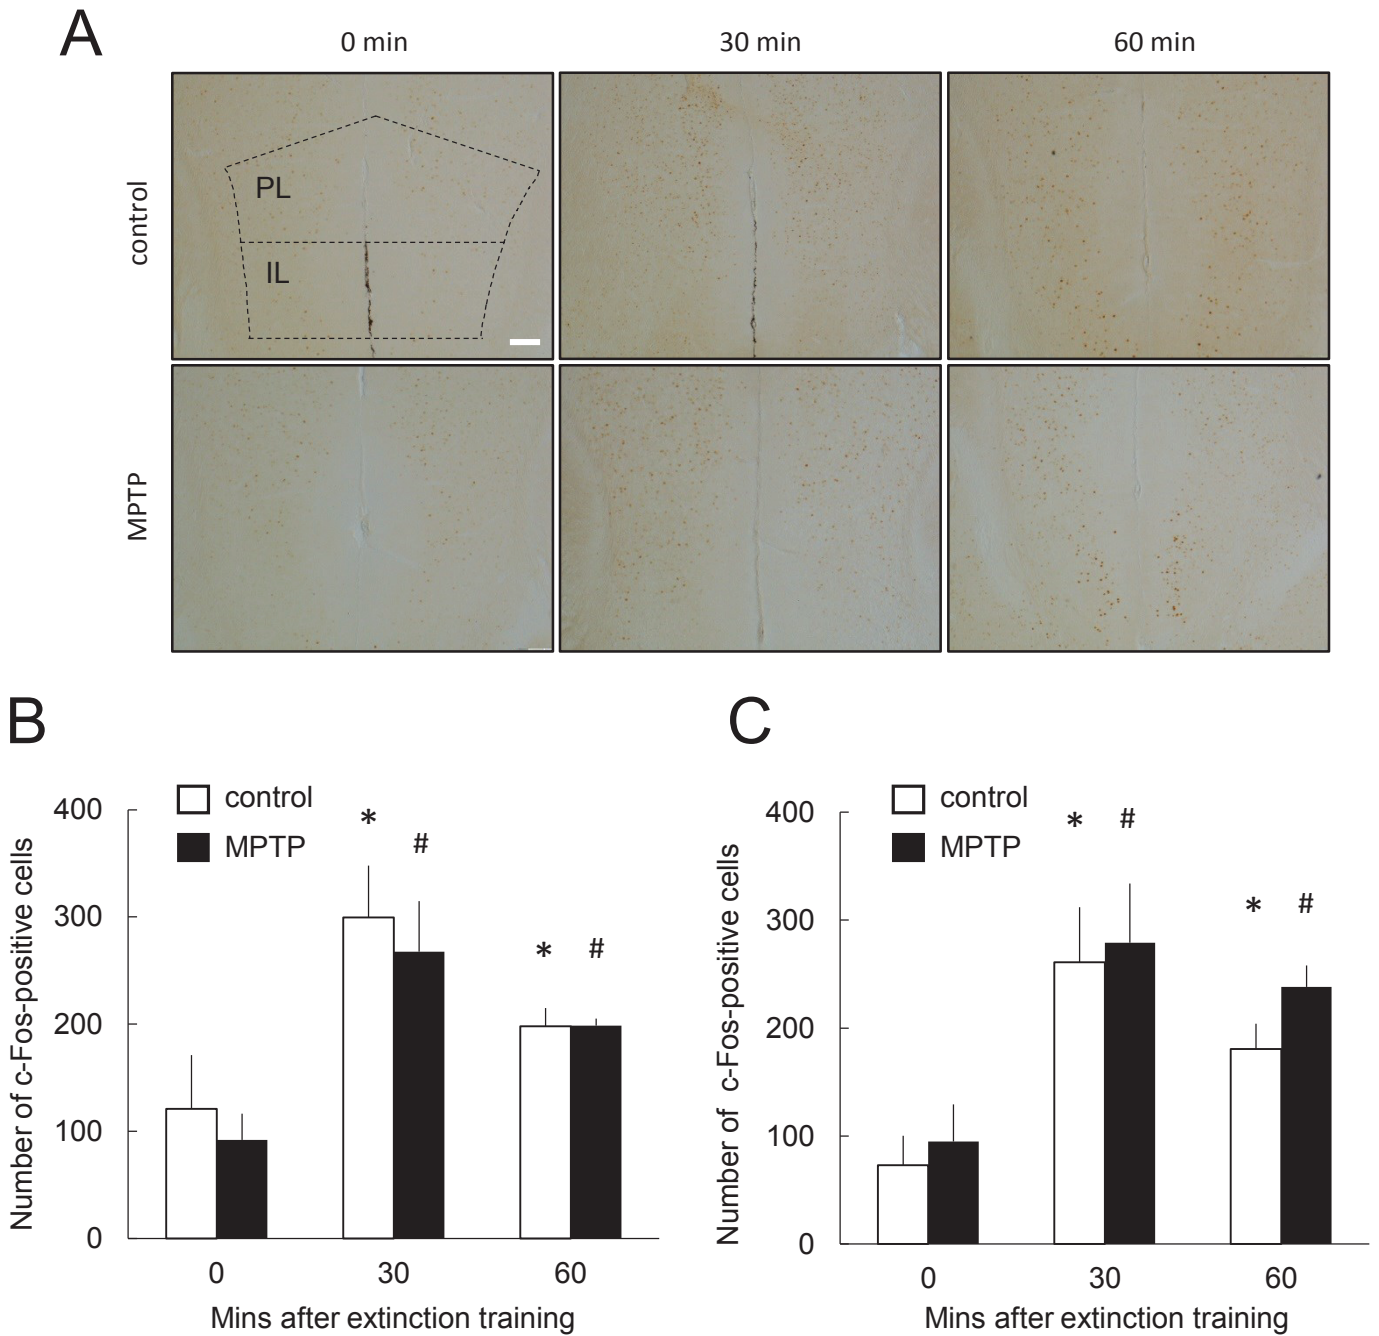 A
0 min
30 min
60 min
control
PL
IL
MPTP
B
control
MPTP
Number of c-Fos-positive cells
400
300
200
100
0
*
#
*
#
0
30
60
Mins after extinction training
C
control
MPTP
Number of c-Fos-positive cells
400
300
200
100
0
*
#
*
#
0
30
60
Mins after extinction training